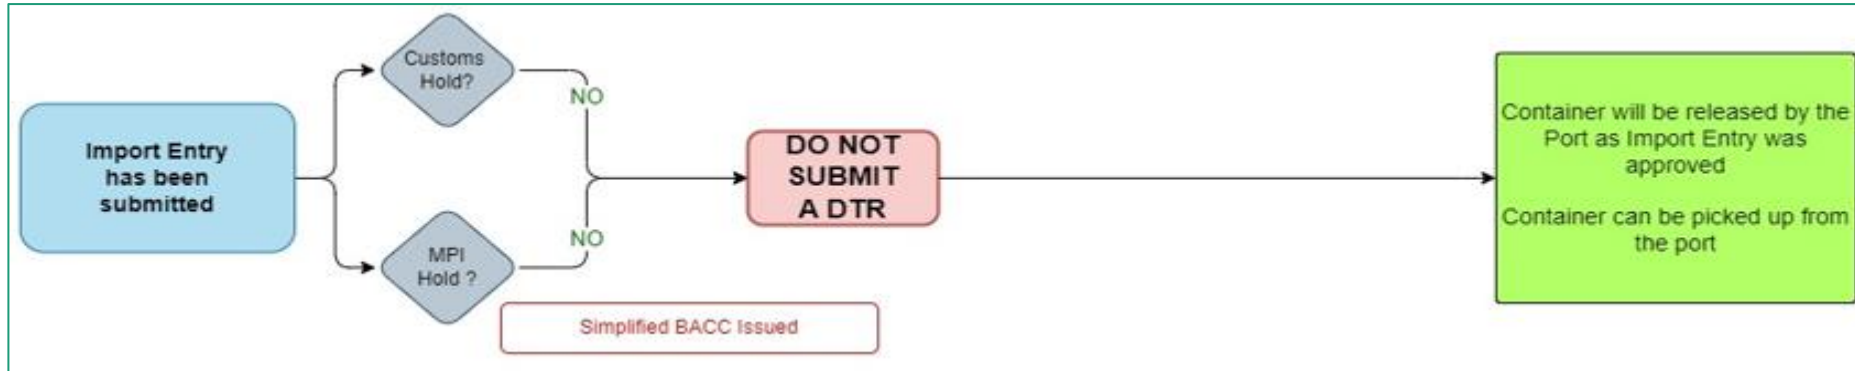 Import Entry
has been
submitted
Customs
Hold?
NO
MPI
Hold ?
NO
Simplified BACC Issued
DO NOT
SUBMIT
A DTR
Container will be released by the
Port as Import Entry was
approved
Container can be picked up from
the port